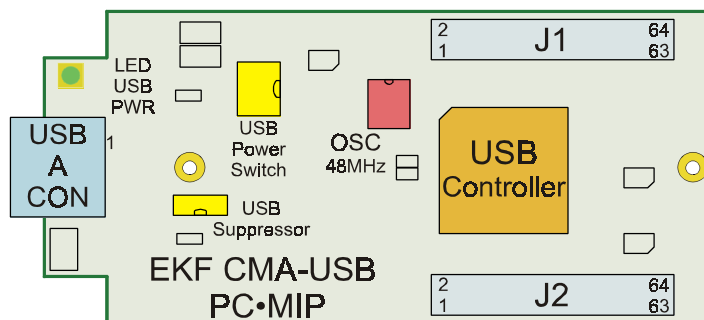 2
J1
64
1
63
LED
USB
PWR
USB
A
CON
1
USB
Power
Switch
OSC
48MHz
USB
Controller
USB
Suppressor
EKF CMA-USB
PC•MIP
2
J2
64
1
63